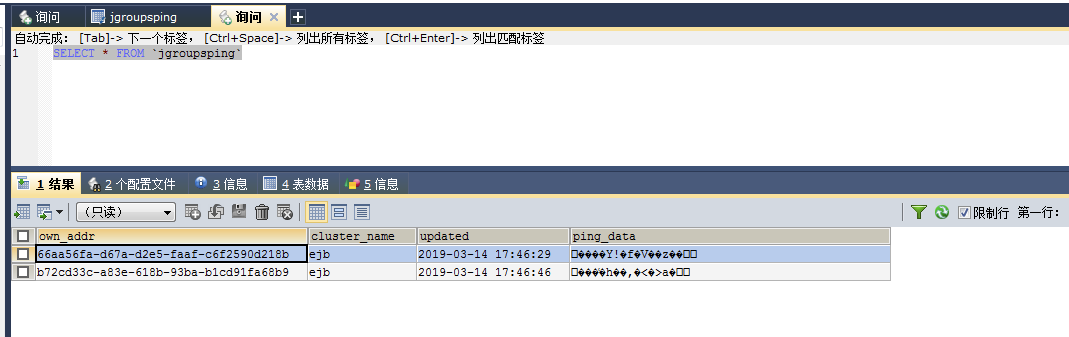 询问 jgroupsping 询问
自动完成: [Tab]-> 下一个标签, [Ctrl+Space]-> 列出所有标签, [Ctrl+Enter]-> 列出匹配标签
1 SELECT * FROM `jgroupsping`
1 结果 2 个配置文件 3 信息 4 表数据 5 信息
(只读) 限制行 第一行:
own_addr cluster_name updated ping_data
66aa56fa-d67a-d2e5-faaf-c6f2590d218b ejb 2019-03-14 17:46:29 □����Y!�f�V��z��□□
b72cd33c-a83e-618b-93ba-b1cd91fa68b9 ejb 2019-03-14 17:46:46 □����h��,�<�>a�□□